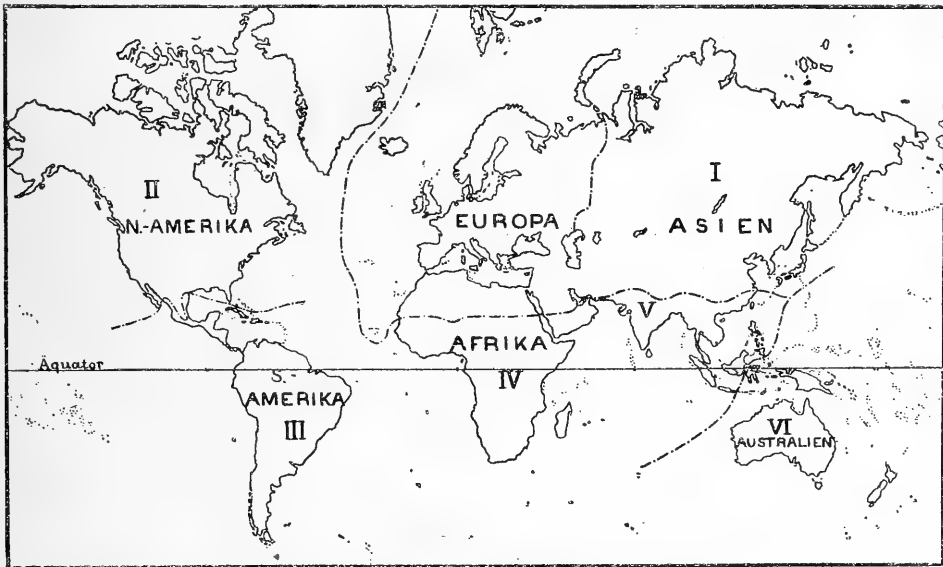 I
II
N.-AMERIKA
EUROPA
ASIEN
V
AFRIKA
Äquator
S.-
IV
AMERIKA
III
VI
AUSTRALIEN